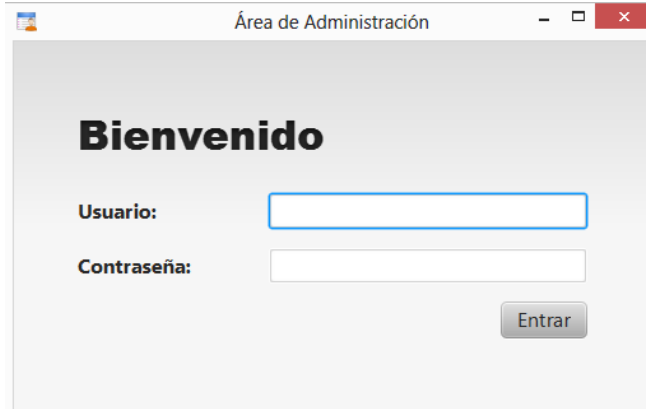 Área de Administración
Bienvenido
Usuario:
Contraseña:
Entrar